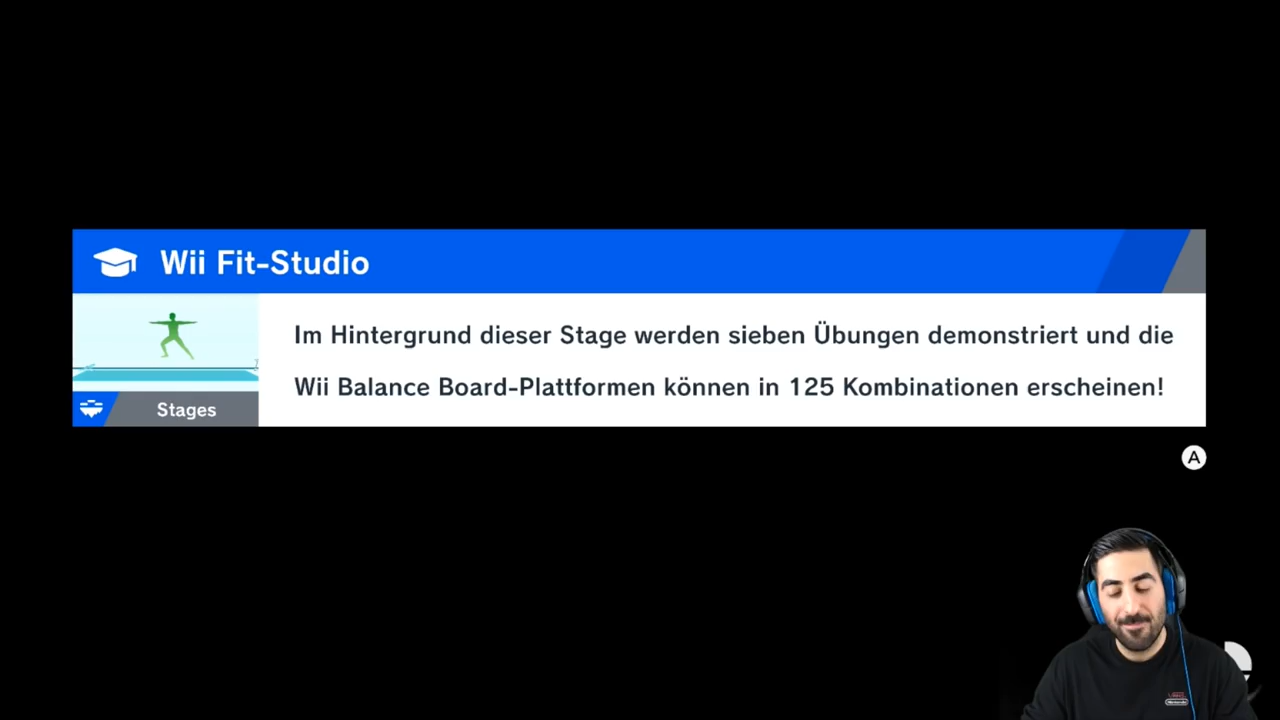 Wii Fit-Studio
Im Hintergrund dieser Stage werden sieben Übungen demonstriert und die
Wii Balance Board-Plattformen können in 125 Kombinationen erscheinen!
Stages
A
Nintendo